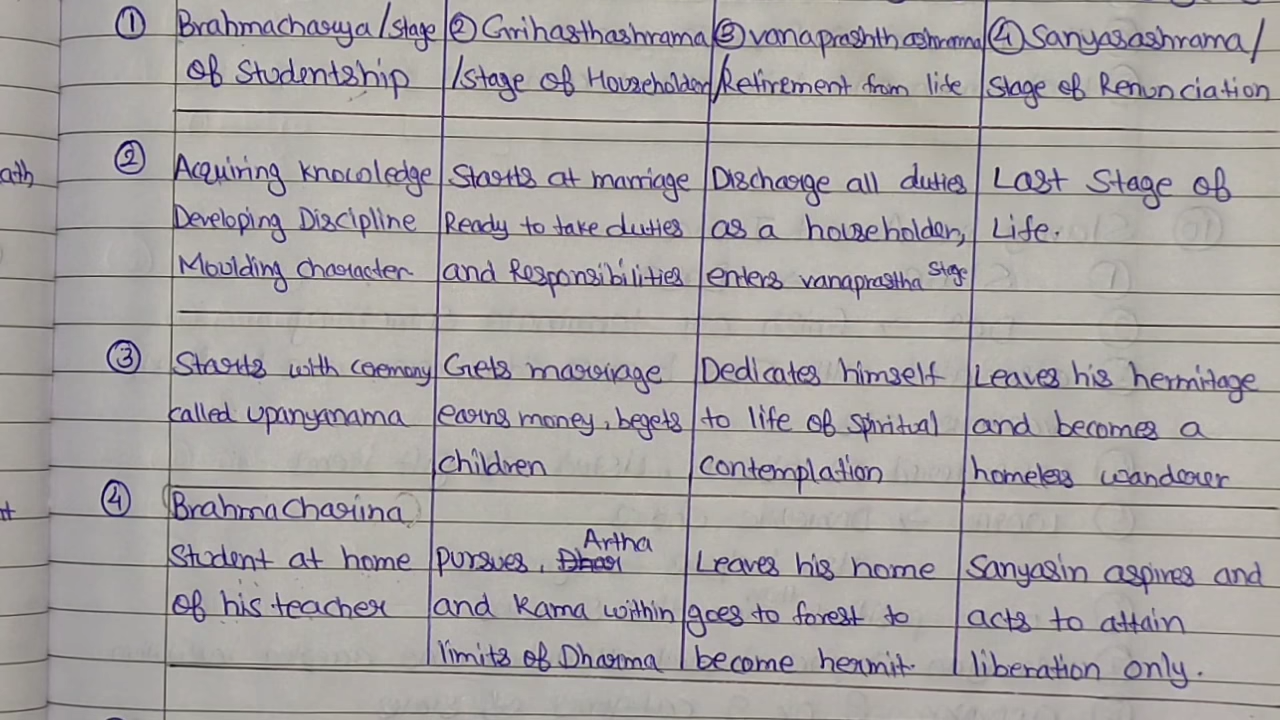 ① Brahmacharya/stage ② Grihasthashrama ③ vanaprashthashrama ④ Sanyasashrama/
of Studentship /stage of Householder /Retirement from life Stage of Renunciation
② Acquiring knowledge Starts at marriage Discharge all duties Last Stage of
Developing Discipline Ready to take duties as a householder, Life.
Moulding character and Responsibilities enters vanaprastha stage
③ Starts with ceemony Gets marriage Dedicates himself Leaves his hermitage
called Upanyanama earns money, begets to life of Spiritual and becomes a
children contemplation homeless wanderer
④ BrahmaCharina
Student at home pursues, Artha Leaves his home Sanyasin aspires and
of his teacher and Kama within goes to forest to acts to attain
limits of Dharma become hermit. liberation only.